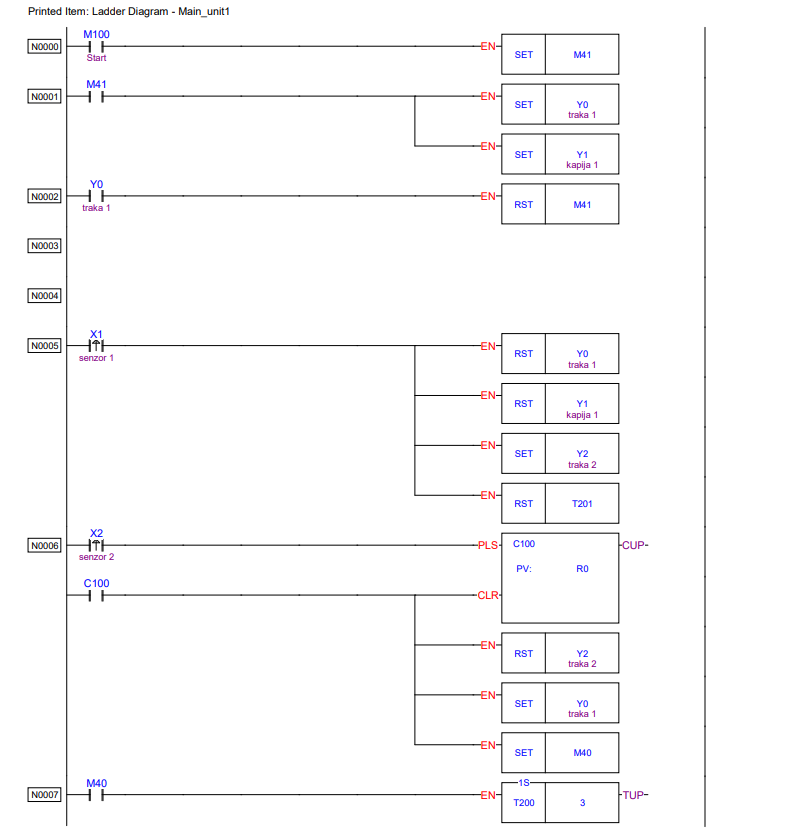 Printed Item: Ladder Diagram - Main_unit1
N0000 M100 EN SET M41
Start
N0001 M41 EN SET Y0
traka 1
EN SET Y1
kapija 1
N0002 Y0 EN RST M41
traka 1
N0003
N0004
N0005 X1 EN RST Y0
senzor 1 traka 1
EN RST Y1
kapija 1
EN SET Y2
traka 2
EN RST T201
N0006 X2 PLS C100 CUP
senzor 2 PV: R0
C100 CLR
EN RST Y2
traka 2
EN SET Y0
traka 1
EN SET M40
N0007 M40 EN 1S TUP
T200 3